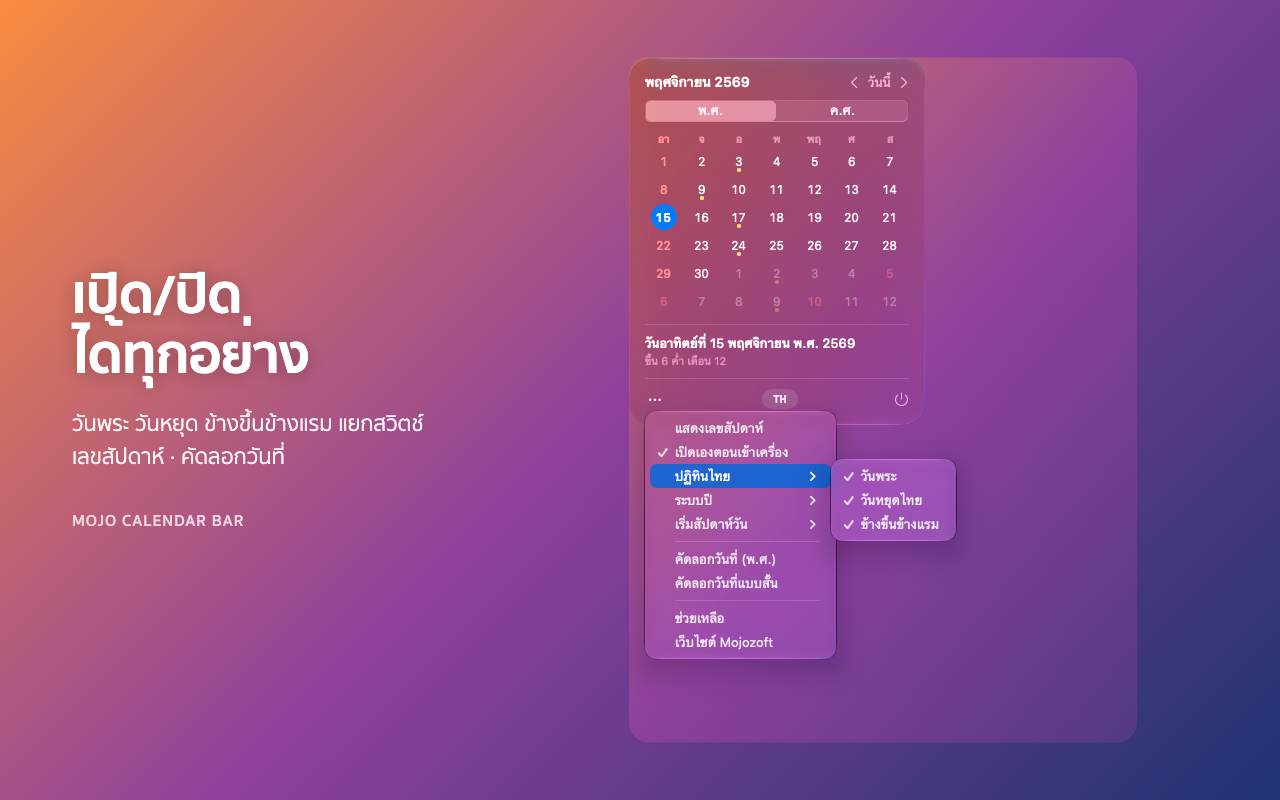 เปิด/ปิด
ได้ทุกอย่าง
วันพระ วันหยุด ข้างขึ้นข้างแรม แยกสวิตช์
เลขสัปดาห์ · คัดลอกวันที่
MOJO CALENDAR BAR
พฤศจิกายน 2569 วันนี้
พ.ศ. ค.ศ.
อา จ อ พ พฤ ศ ส
1 2 3 4 5 6 7
8 9 10 11 12 13 14
15 16 17 18 19 20 21
22 23 24 25 26 27 28
29 30 1 2 3 4 5
6 7 8 9 10 11 12
วันอาทิตย์ที่ 15 พฤศจิกายน พ.ศ. 2569
ขึ้น 6 ค่ำ เดือน 12
... TH
แสดงเลขสัปดาห์
เปิดเองตอนเข้าเครื่อง
ปฏิทินไทย
ระบบปี
เริ่มสัปดาห์วัน
คัดลอกวันที่ (พ.ศ.)
คัดลอกวันที่แบบสั้น
ช่วยเหลือ
เว็บไซต์ Mojozoft
วันพระ
วันหยุดไทย
ข้างขึ้นข้างแรม